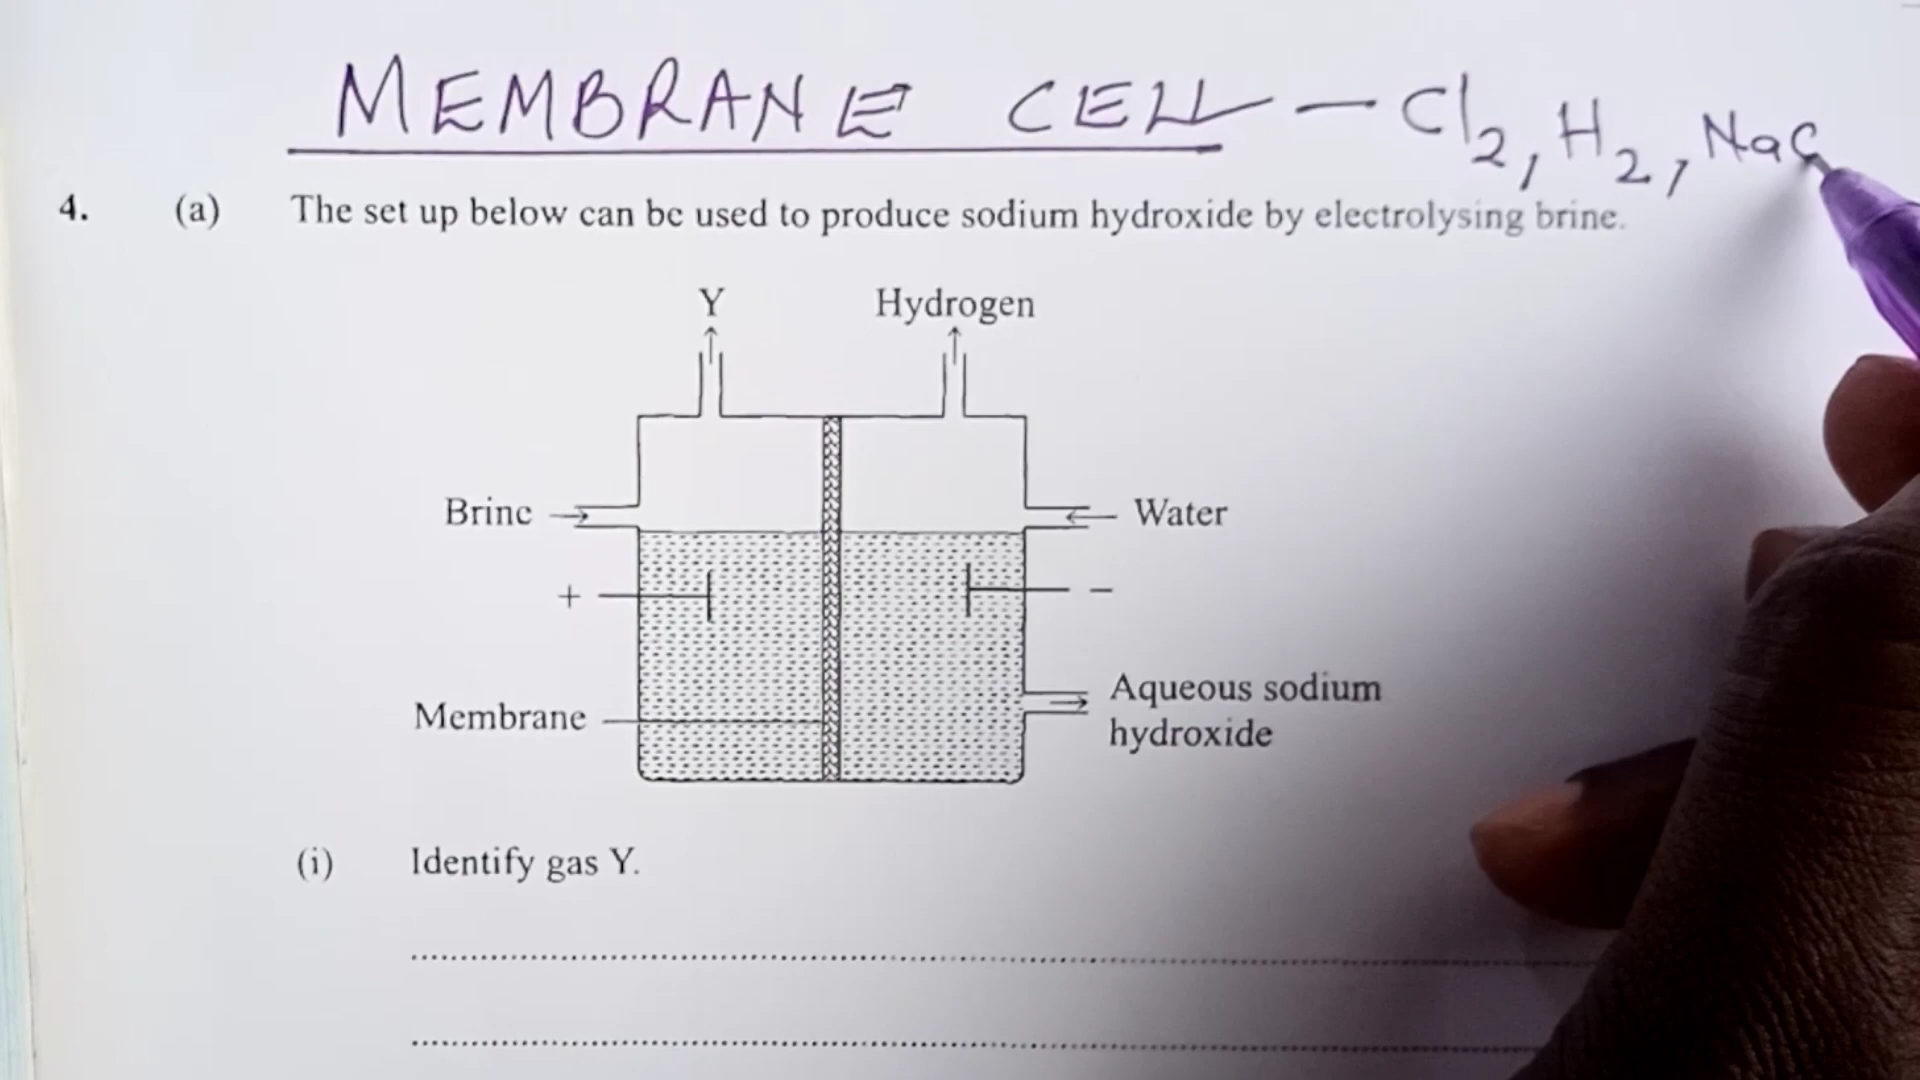 MEMBRANE CELL – Cl2, H2, Na
4. (a) The set up below can be used to produce sodium hydroxide by electrolysing brine.
Y Hydrogen
Brine Water
+ −
Membrane
Aqueous sodium
hydroxide
(i) Identify gas Y.